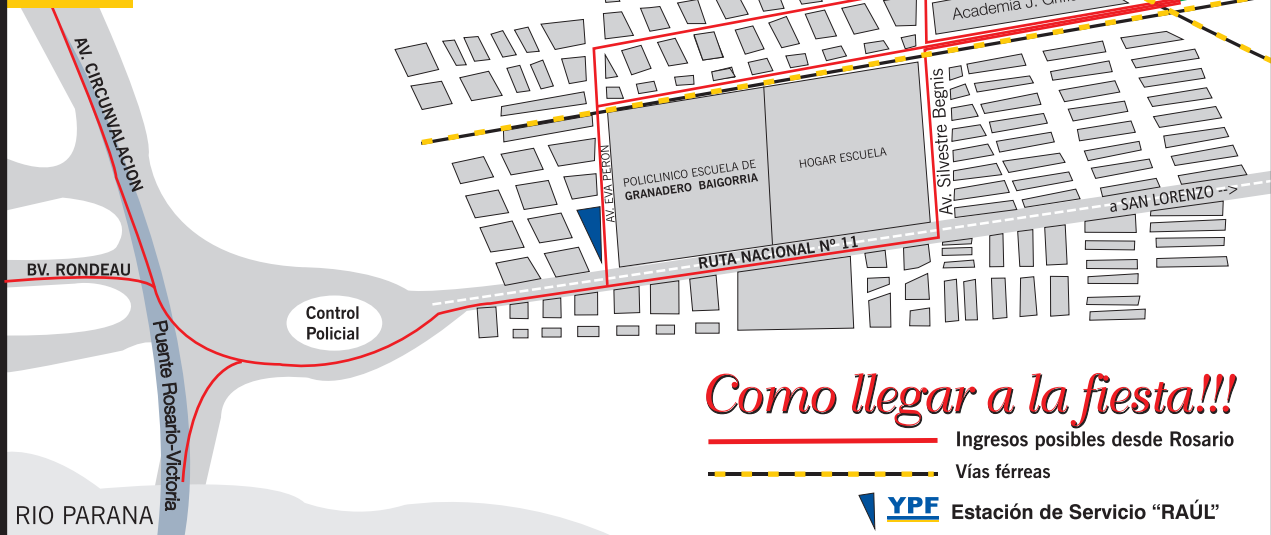 Academia J.
AV. CIRCUNVALACION
Av. Silvestre Begnis
AV. EVA PERON
POLICLINICO ESCUELA DE
GRANADERO BAIGORRIA
HOGAR ESCUELA
a SAN LORENZO -->
RUTA NACIONAL Nº 11
BV. RONDEAU
Control
Policial
Puente Rosario-Victoria
RIO PARANA
Como llegar a la fiesta!!!
Ingresos posibles desde Rosario
Vías férreas
YPF Estación de Servicio “RAÚL”